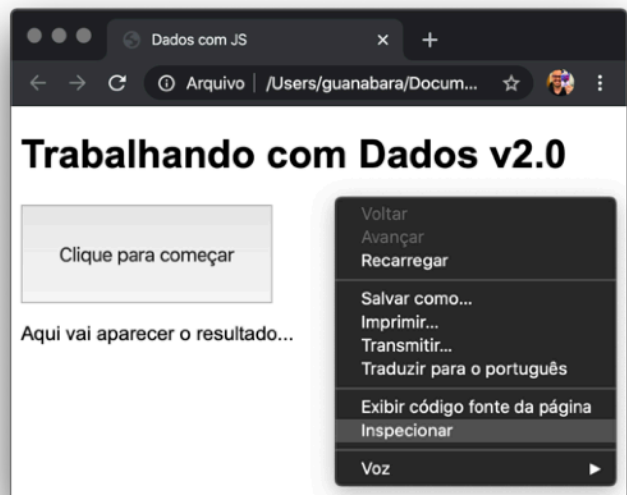 Dados com JS
Arquivo | /Users/guanabara/Docum...
Trabalhando com Dados v2.0
Clique para começar
Aqui vai aparecer o resultado...
Voltar
Avançar
Recarregar
Salvar como...
Imprimir...
Transmitir...
Traduzir para o português
Exibir código fonte da página
Inspecionar
Voz